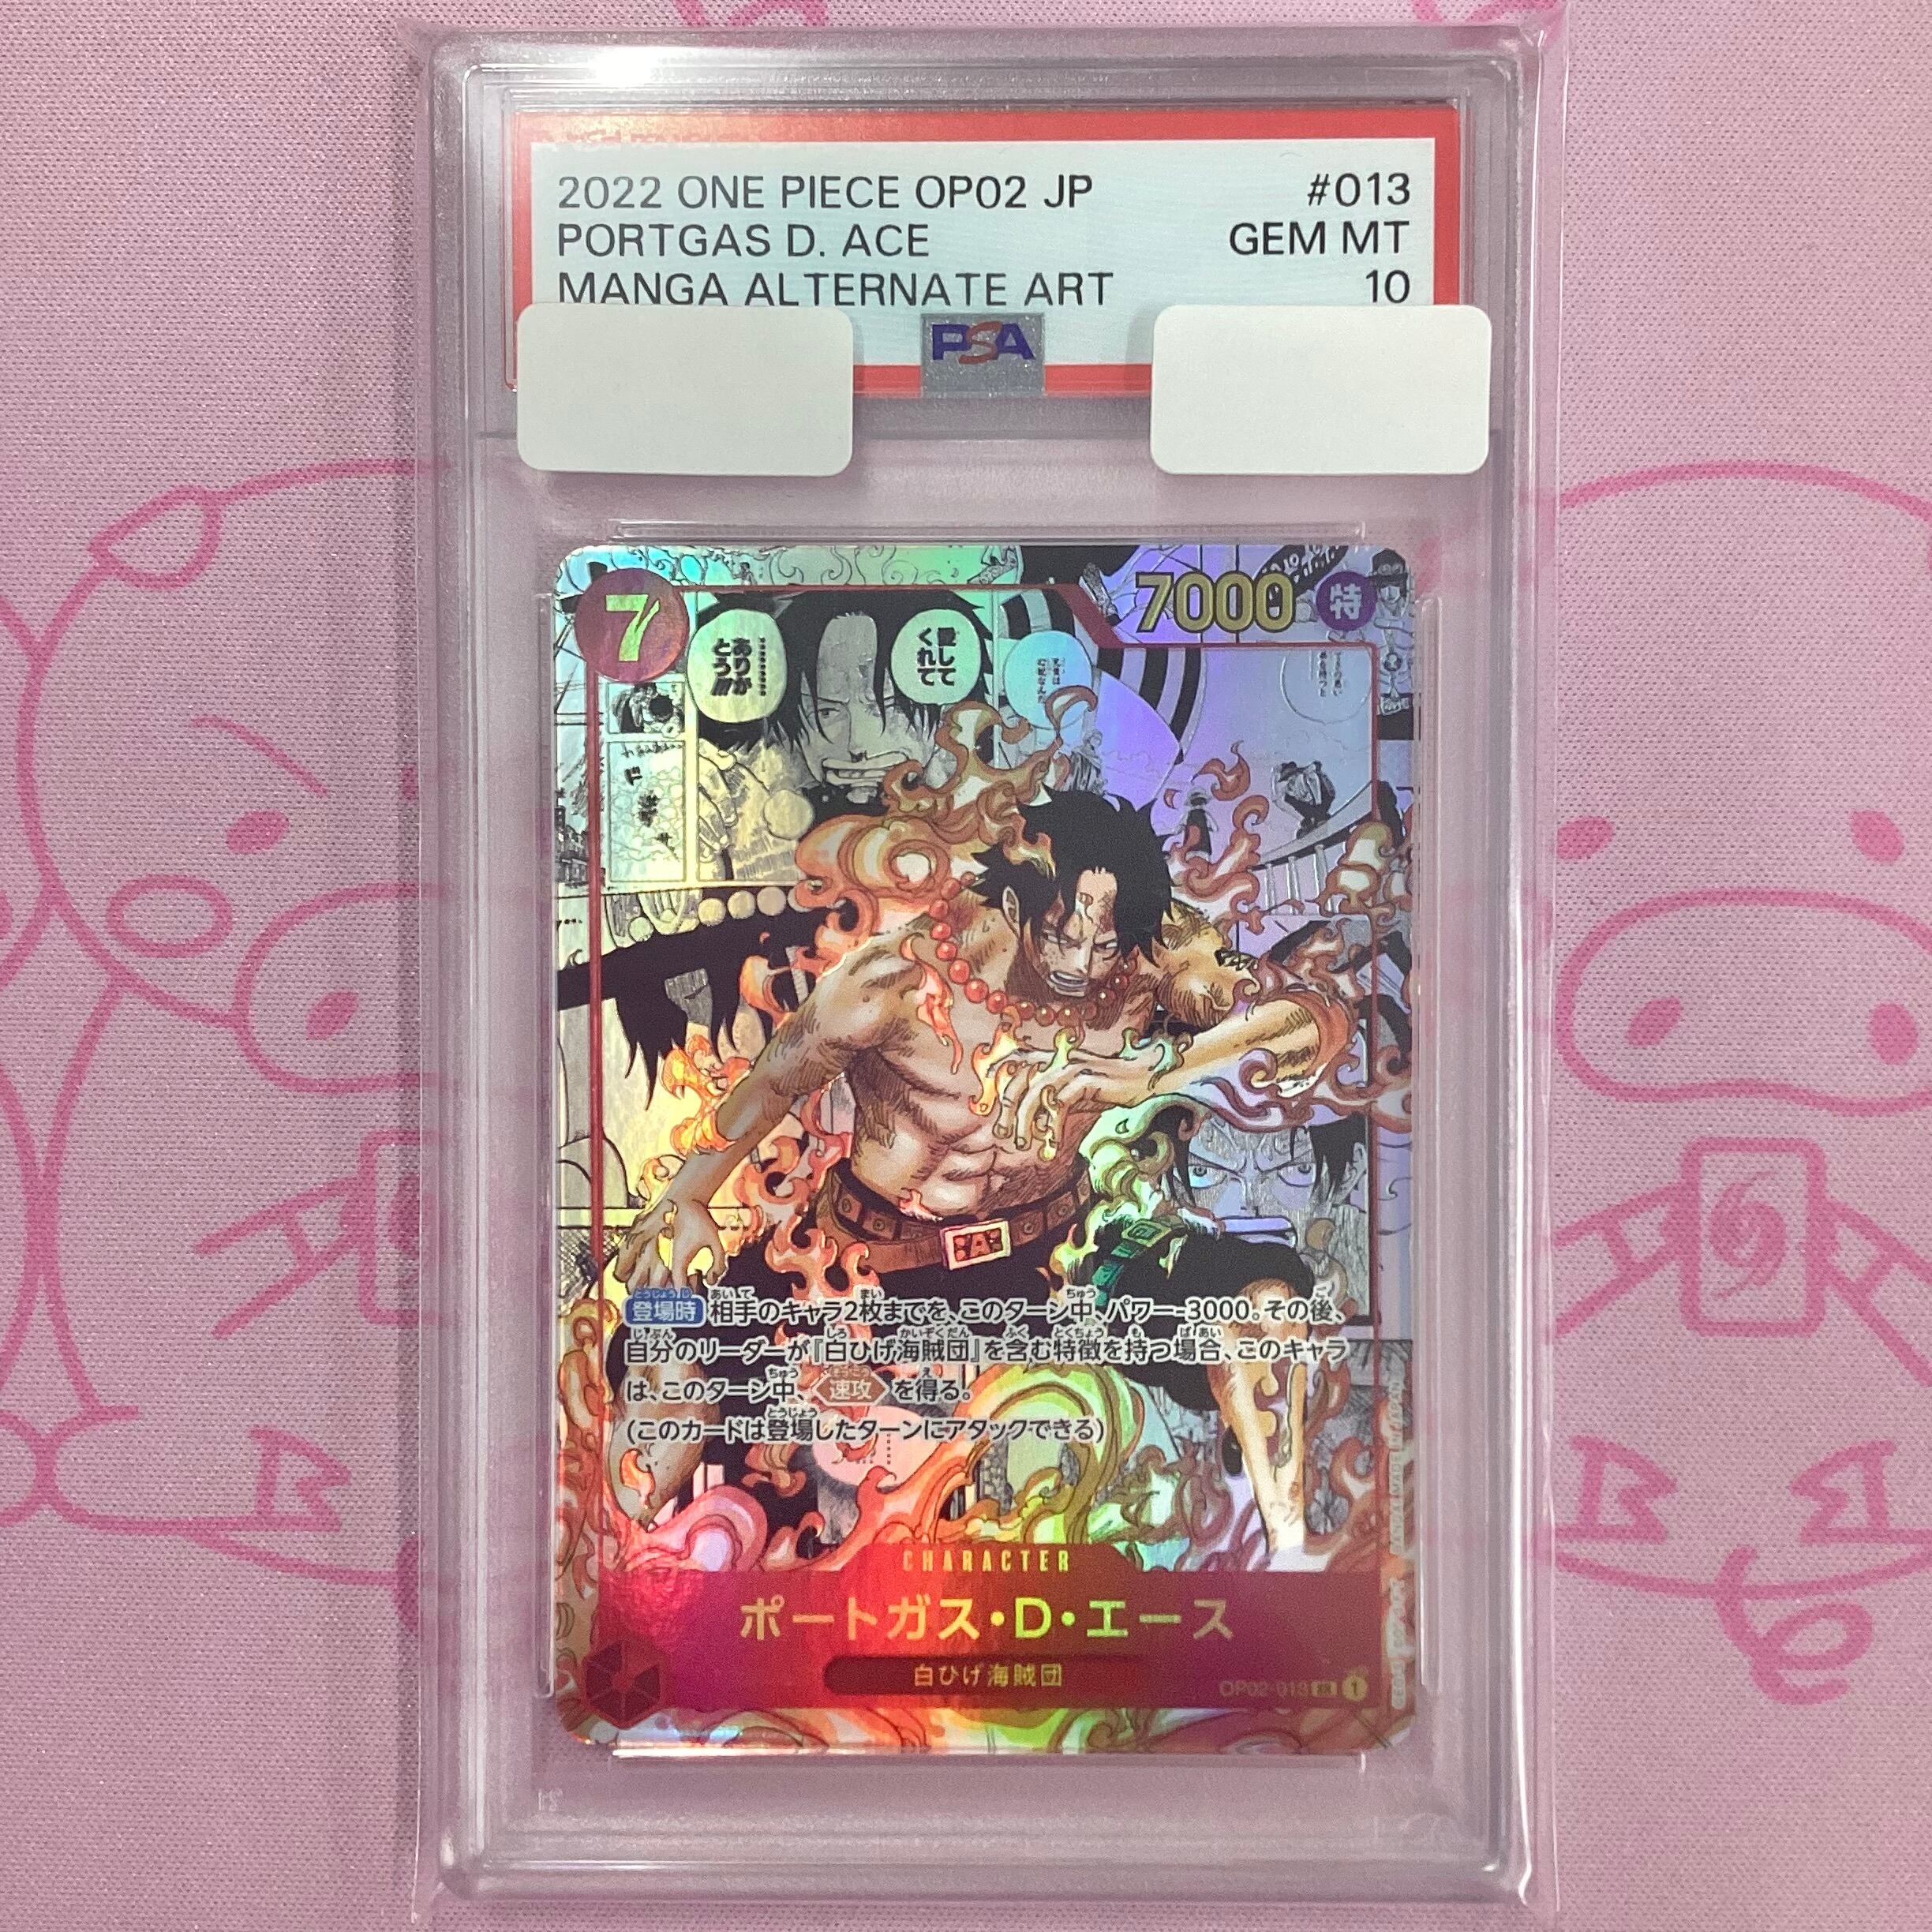 2022 ONE PIECE OP02 JP #013
PORTGAS D. ACE GEM MT
MANGA ALTERNATE ART 10
PSA
7
7000
特
愛して
くれて
………
ありが
とう!!!
登場時 相手のキャラ2枚までを、このターン中、パワー-3000。その後、
自分のリーダーが『白ひげ海賊団』を含む特徴を持つ場合、このキャラ
は、このターン中、速攻を得る。
(このカードは登場したターンにアタックできる)
CHARACTER
ポートガス・D・エース
白ひげ海賊団
OP02-013 SR 1